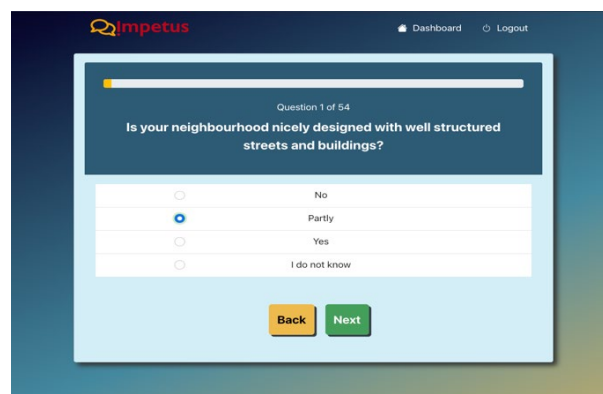 Impetus
Dashboard Logout
Question 1 of 54
Is your neighbourhood nicely designed with well structured
streets and buildings?
No
Partly
Yes
I do not know
Back Next